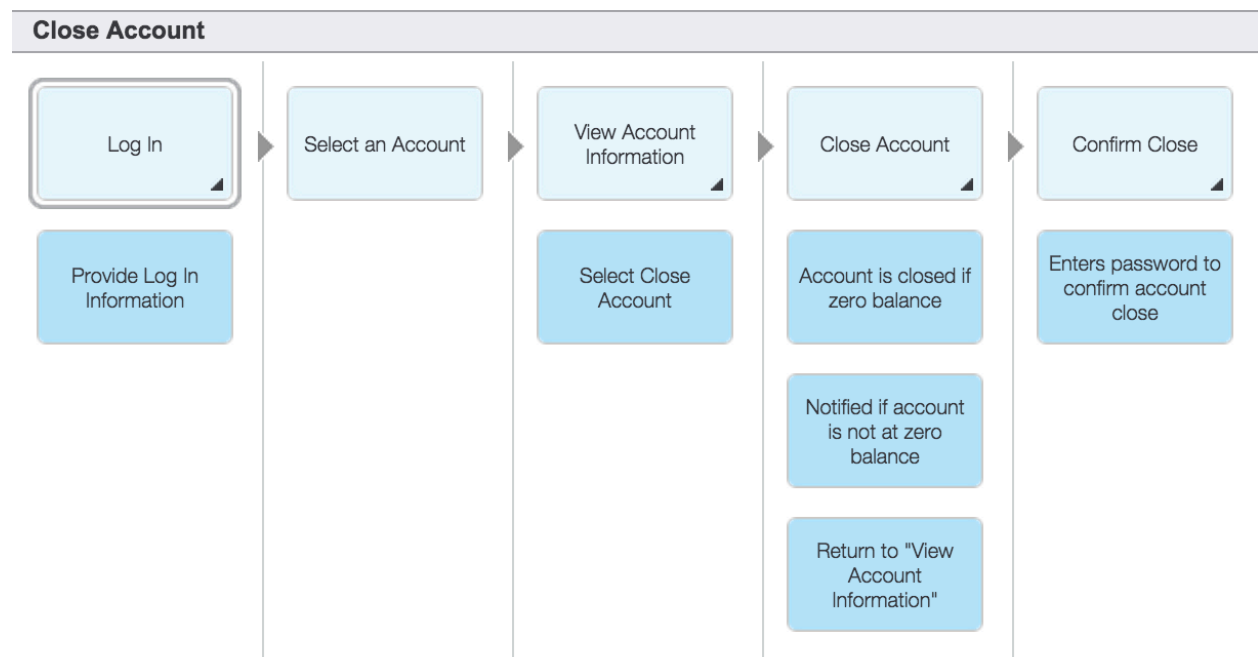 Close Account
Log In
Select an Account
View Account
Information
Close Account
Confirm Close
Provide Log In
Information
Select Close
Account
Account is closed if
zero balance
Enters password to
confirm account
close
Notified if account
is not at zero
balance
Return to "View
Account
Information"